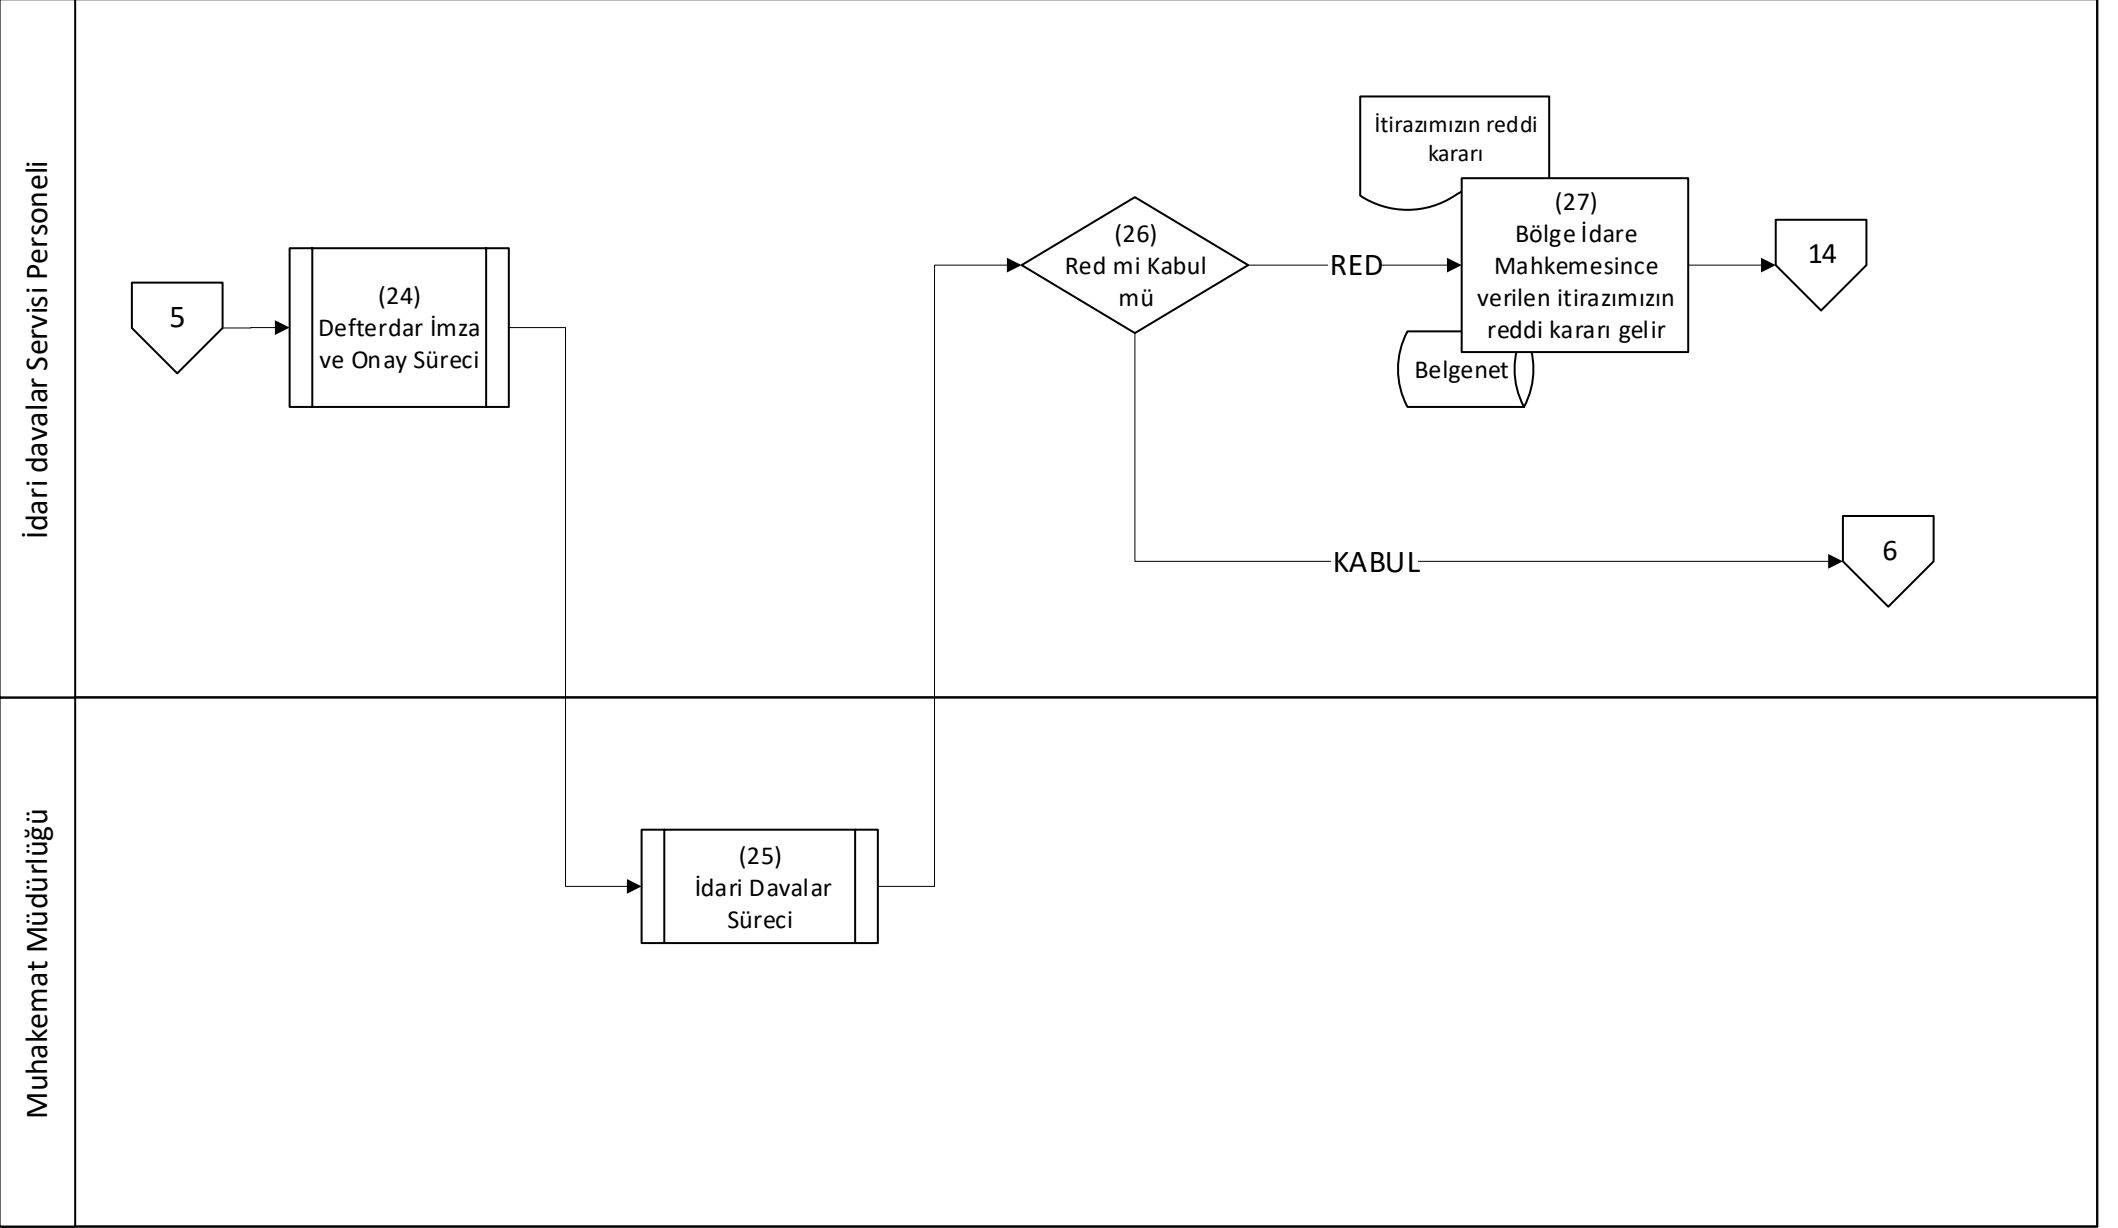 İdari davalar Servisi Personeli
5
(24)
Defterdar İmza
ve Onay Süreci
(26)
Red mi Kabul
mü
RED
İtirazımızın reddi
kararı
(27)
Bölge İdare
Mahkemesince
verilen itirazımızın
reddi kararı gelir
Belgenet
14
KABUL
6
Muhakemat Müdürlüğü
(25)
İdari Davalar
Süreci